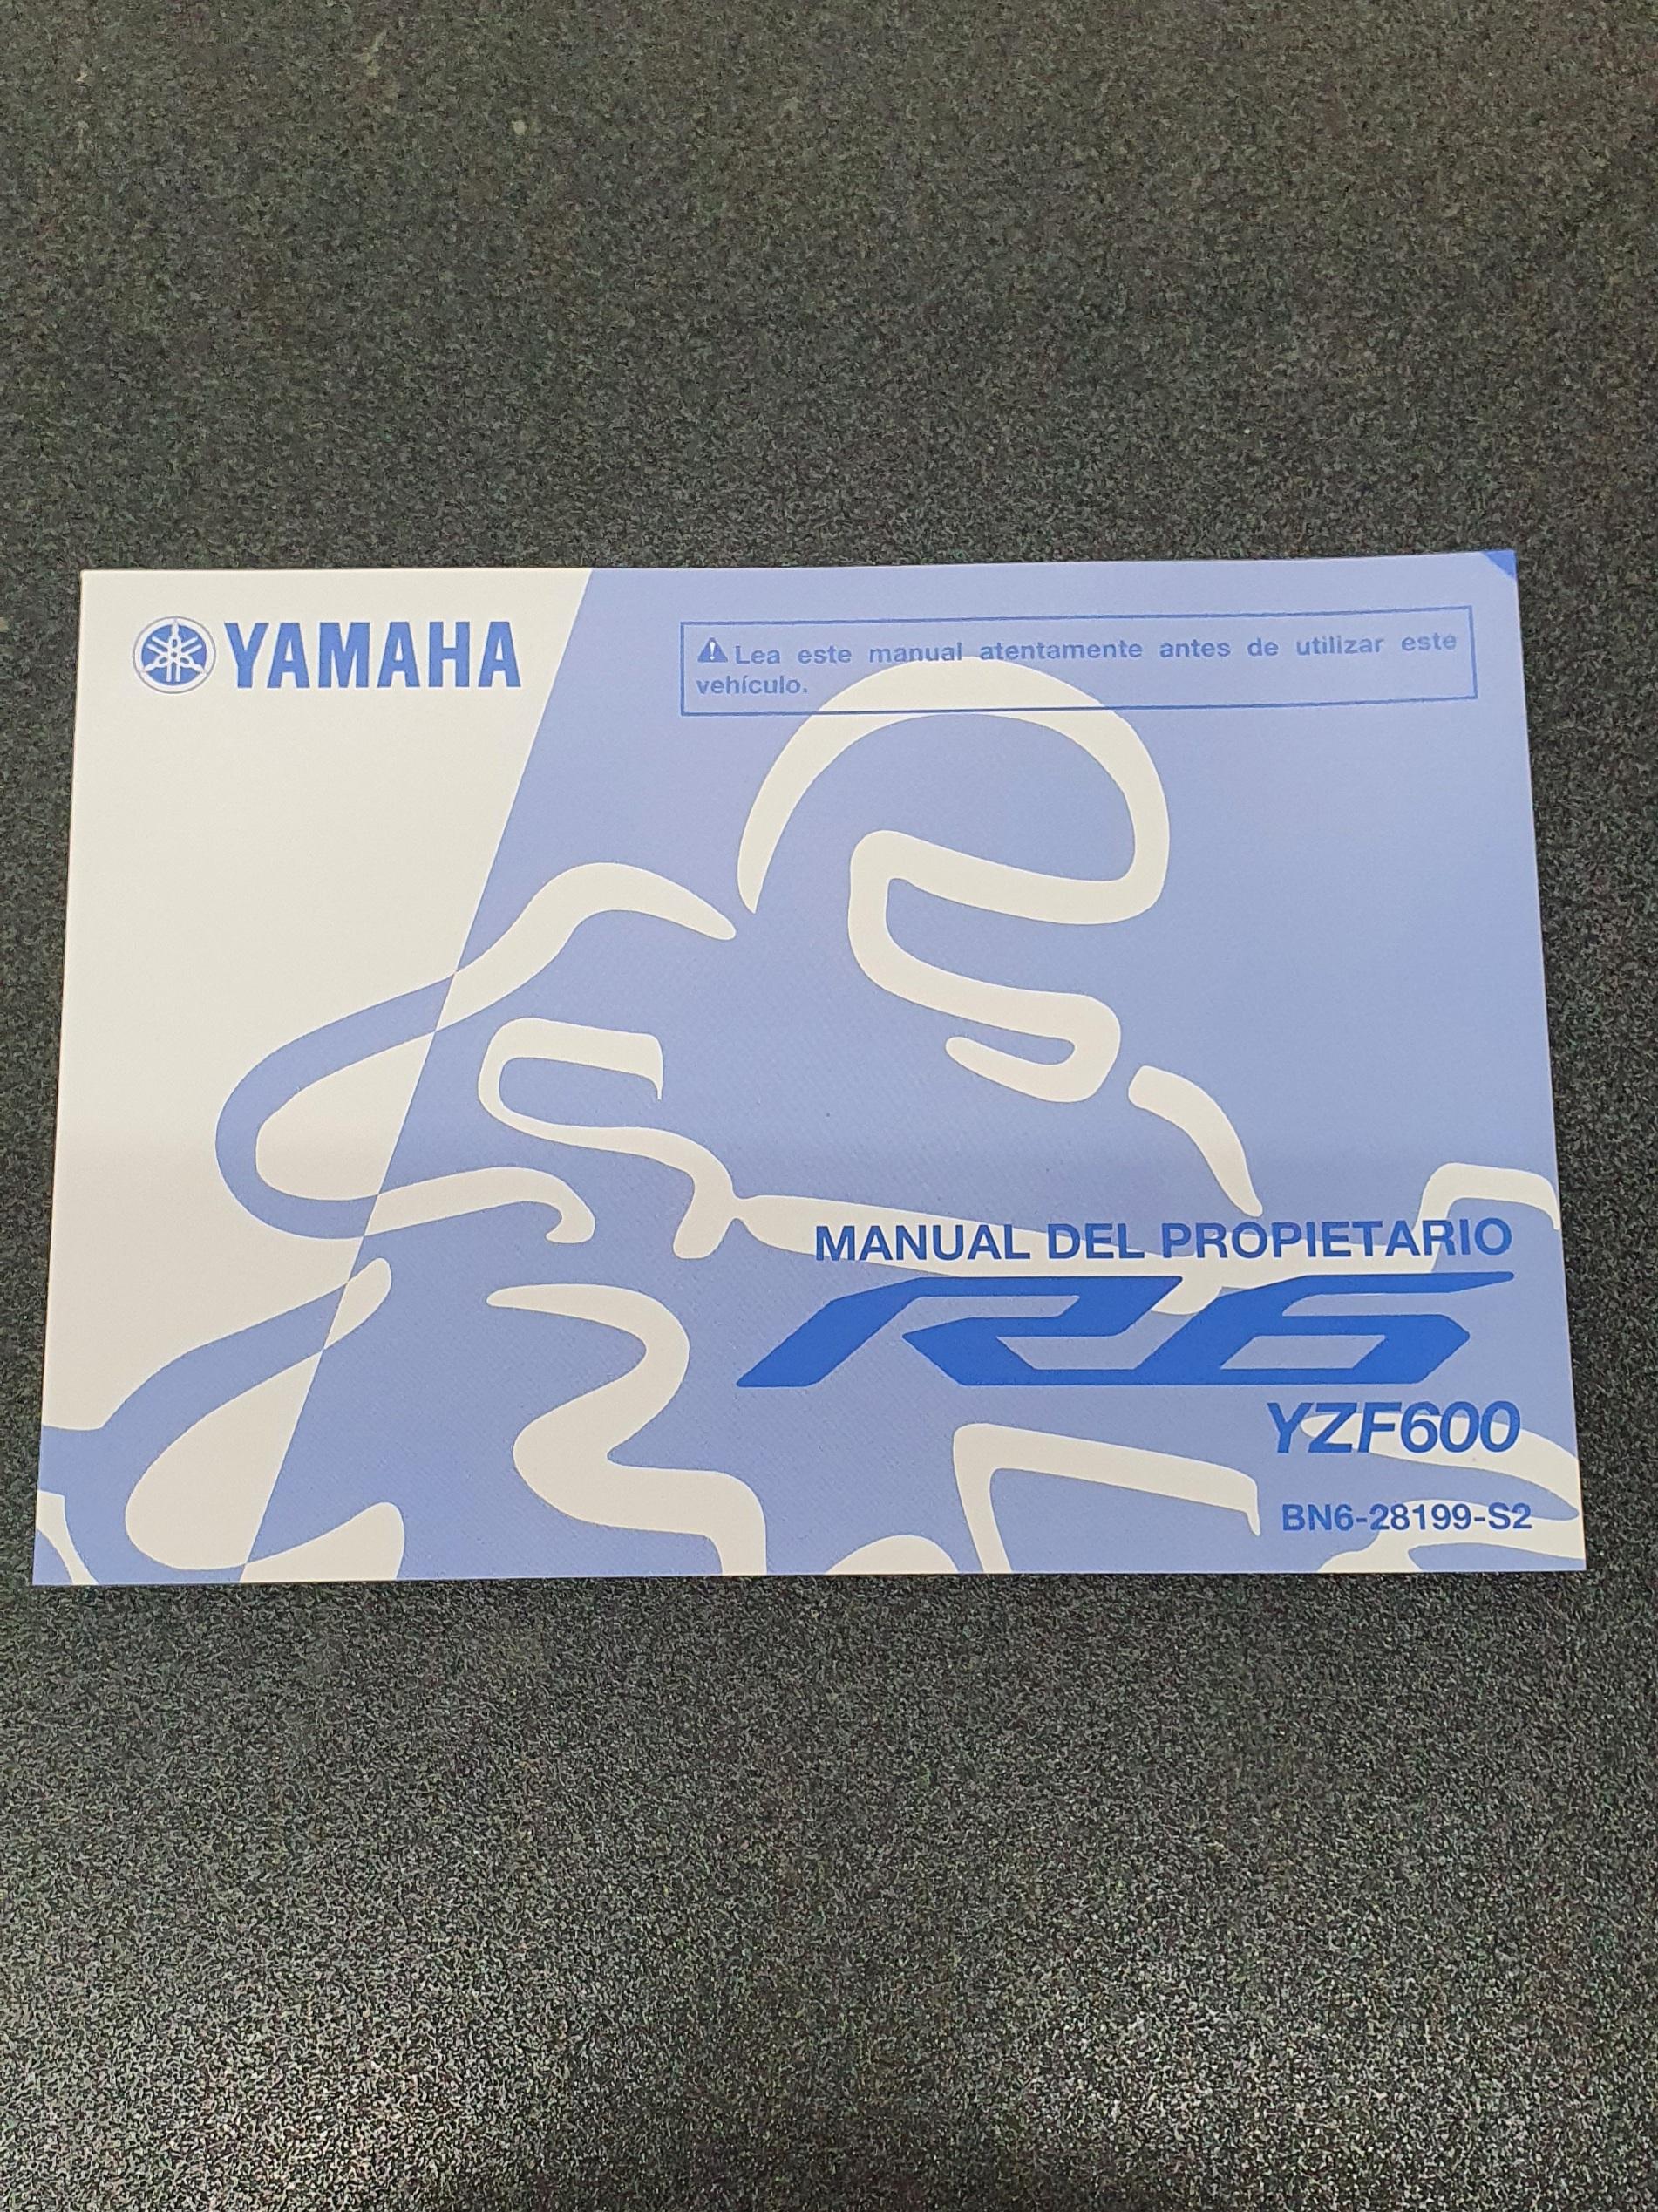 YAMAHA
Lea este manual atentamente antes de utilizar este
vehículo.
MANUAL DEL PROPIETARIO
R6
YZF600
BN6-28199-S2